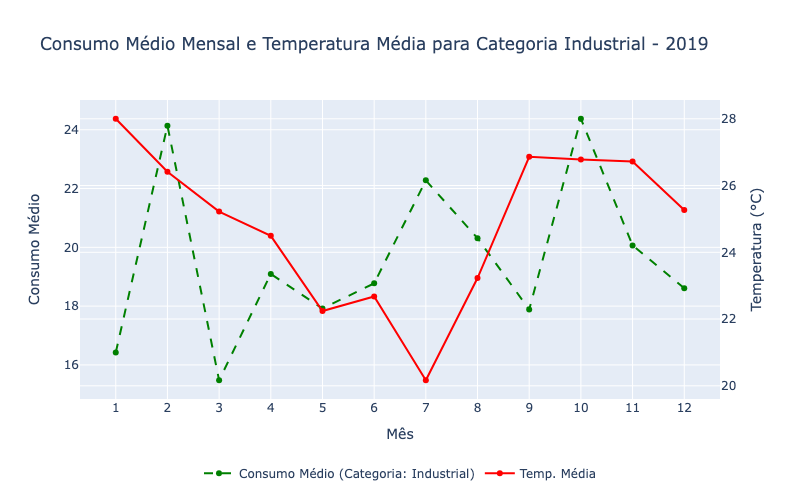 Consumo Médio Mensal e Temperatura Média para Categoria Industrial - 2019
Consumo Médio
24
22
20
18
16
28
26
24
22
20
Temperatura (°C)
1 2 3 4 5 6 7 8 9 10 11 12
Mês
Consumo Médio (Categoria: Industrial) Temp. Média